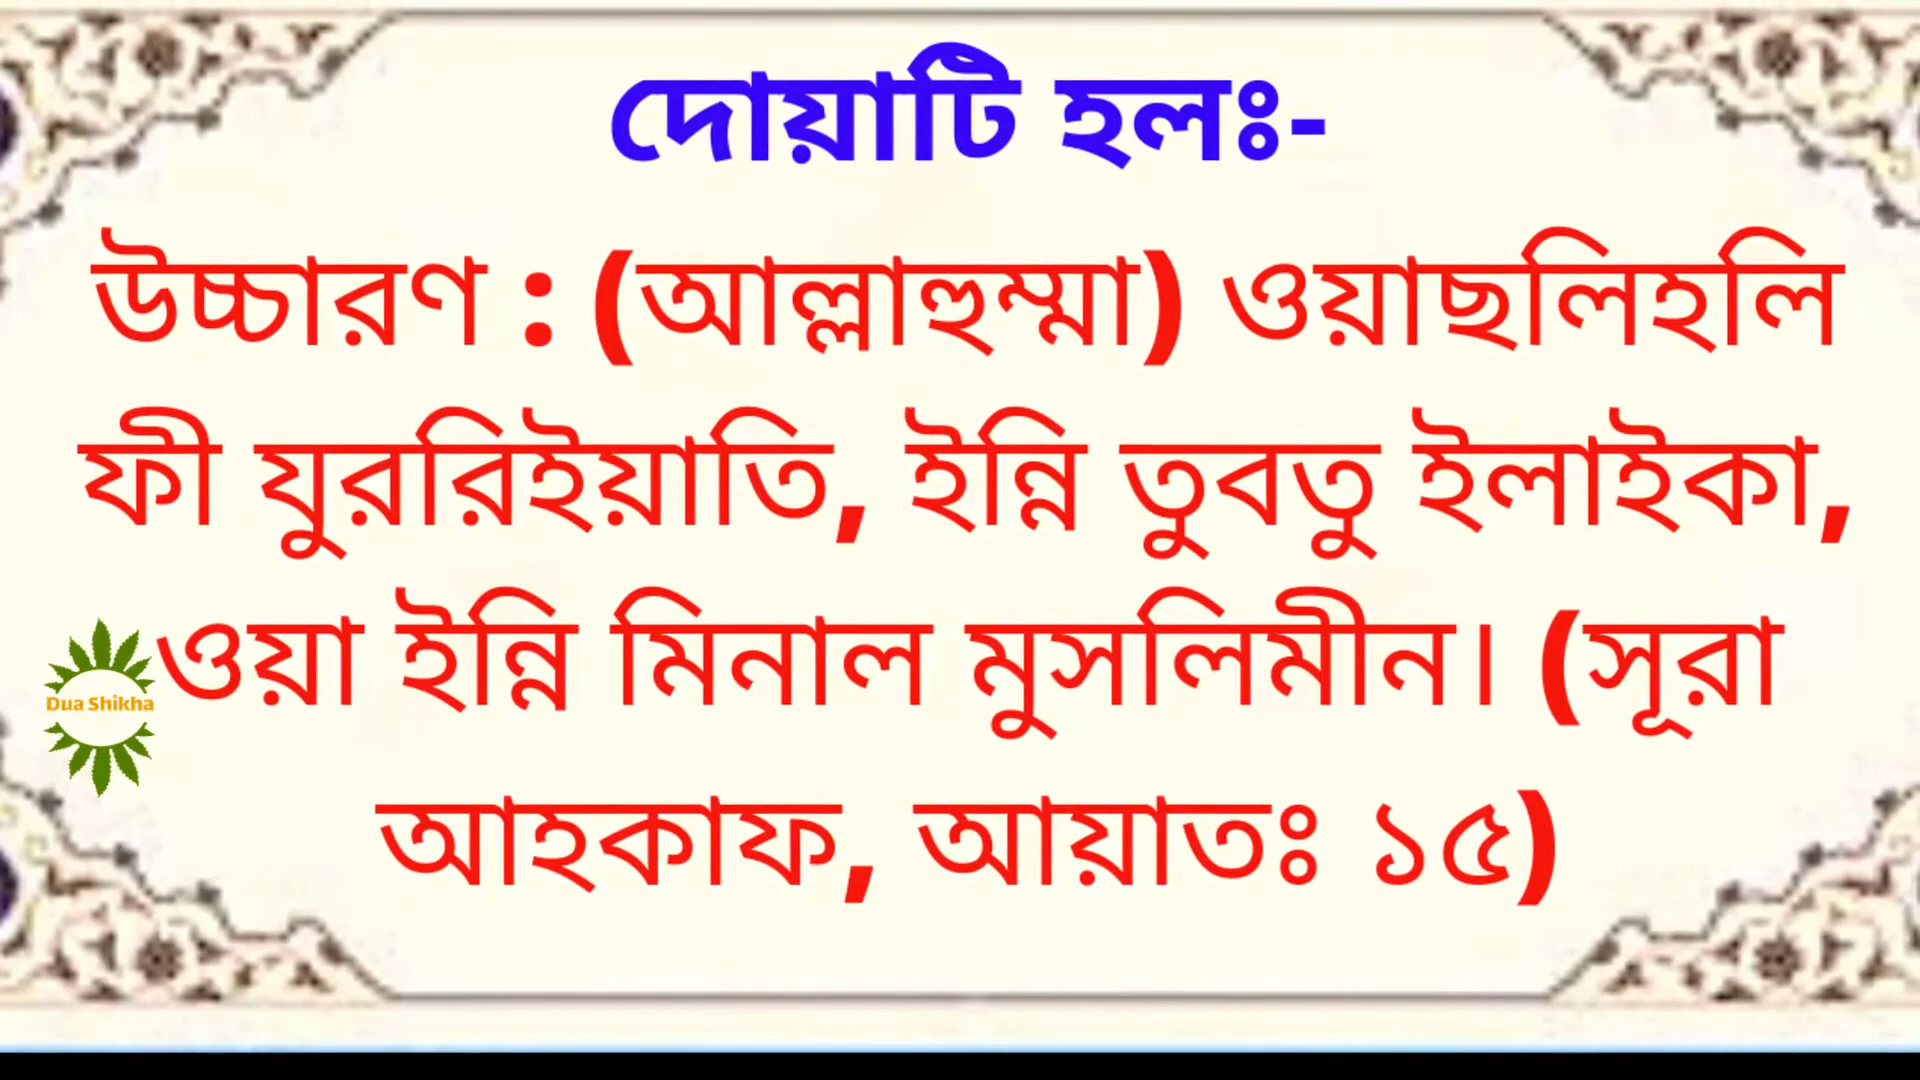 দোয়াটি হলঃ-
উচ্চারণ : (আল্লাহুম্মা) ওয়াছলিহলি
ফী যুররিইয়াতি, ইন্নি তুবতু ইলাইকা,
ওয়া ইন্নি মিনাল মুসলিমীন। (সূরা
Dua Shikha
আহকাফ, আয়াতঃ ১৫)